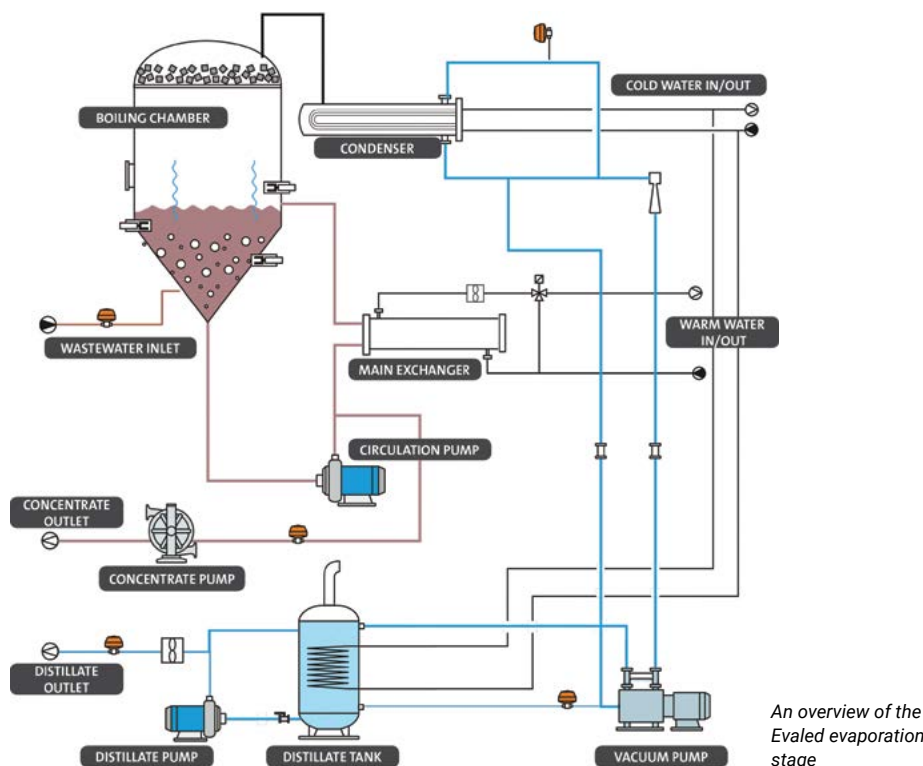 COLD WATER IN/OUT
BOILING CHAMBER
CONDENSER
WARM WATER
IN/OUT
WASTEWATER INLET
MAIN EXCHANGER
CIRCULATION PUMP
CONCENTRATE
OUTLET
CONCENTRATE PUMP
DISTILLATE
OUTLET
DISTILLATE PUMP
DISTILLATE TANK
VACUUM PUMP
An overview of the
Evaled evaporation
stage